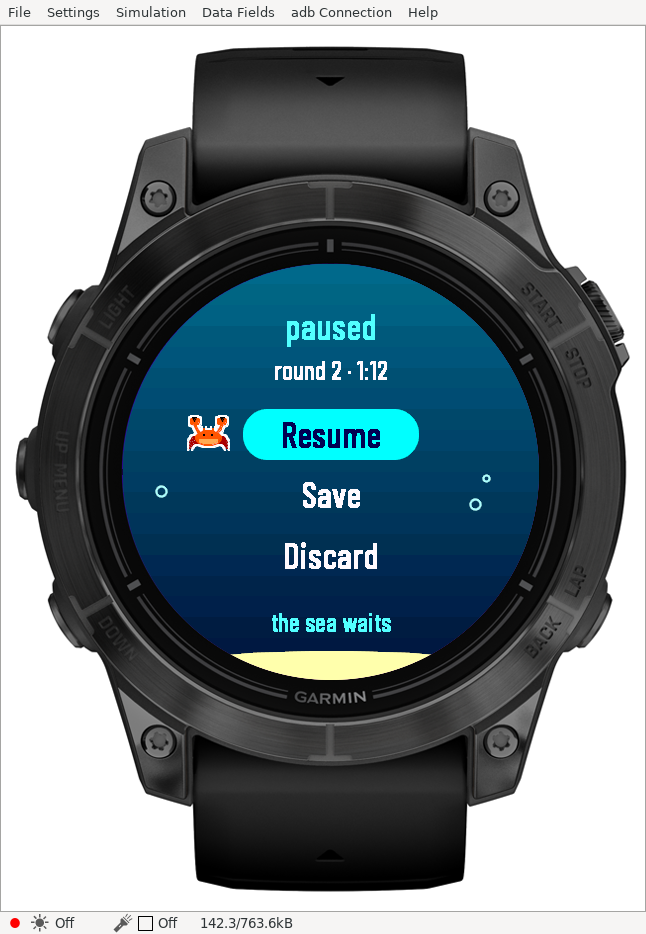 File Settings Simulation Data Fields adb Connection Help
LIGHT
START
STOP
paused
round 2 · 1:12
Resume
UP MENU
Save
Discard
LAP
DOWN
BACK
the sea waits
GARMIN
Off Off 142.3/763.6kB